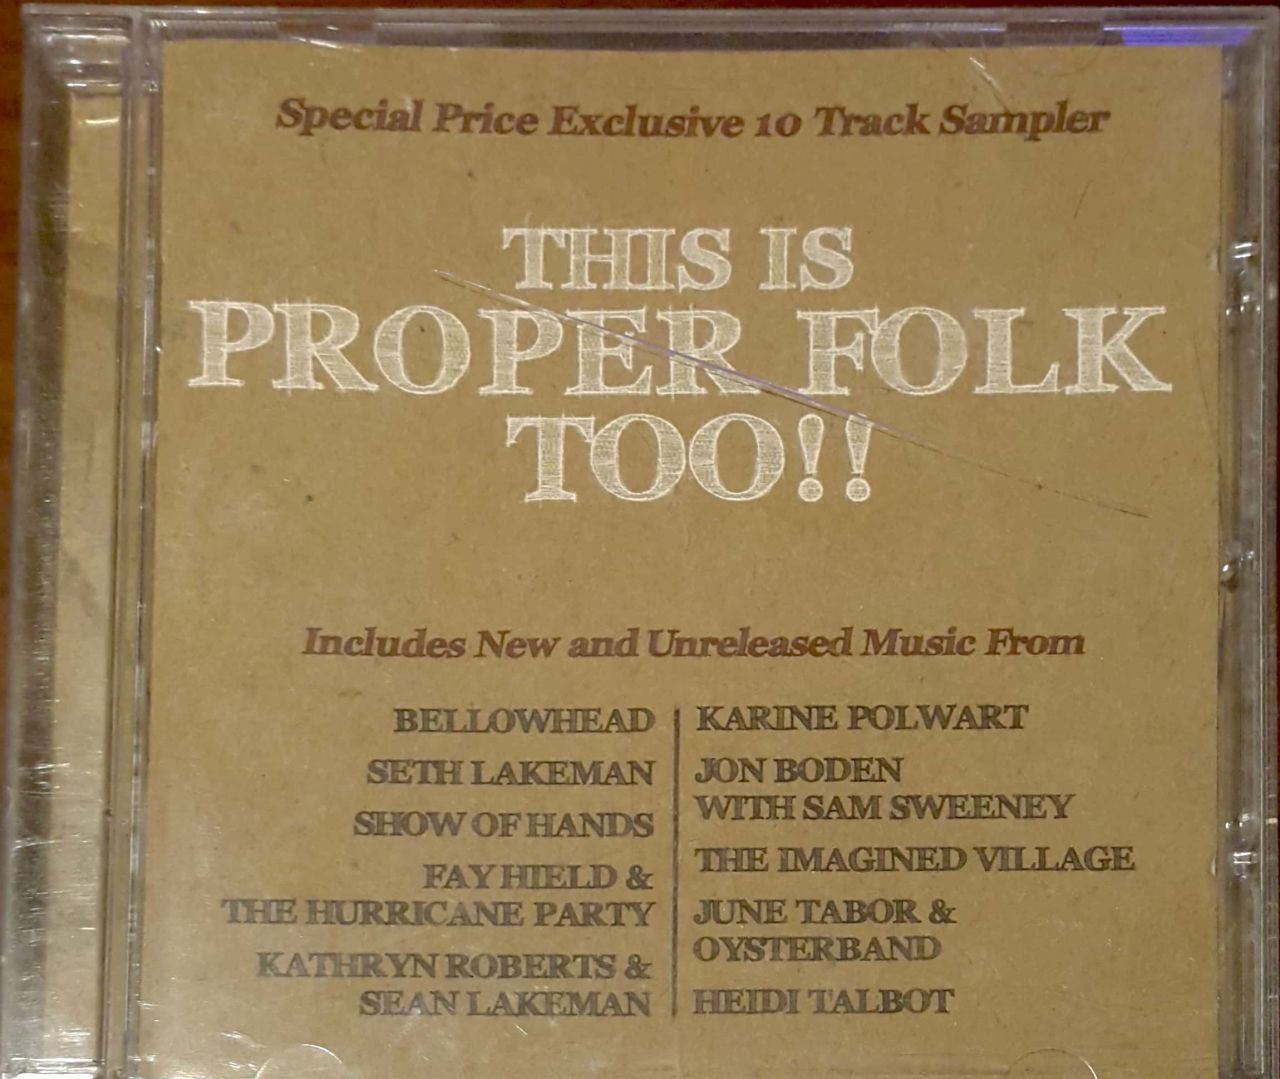 Special Price Exclusive 10 Track Sampler
THIS IS
PROPER FOLK
TOO!!
Includes New and Unreleased Music From
BELLOWHEAD
SETH LAKEMAN
SHOW OF HANDS
FAY HIELD &
THE HURRICANE PARTY
KATHRYN ROBERTS &
SEAN LAKEMAN
KARINE POLWART
JON BODEN
WITH SAM SWEENEY
THE IMAGINED VILLAGE
JUNE TABOR &
OYSTERBAND
HEIDI TALBOT